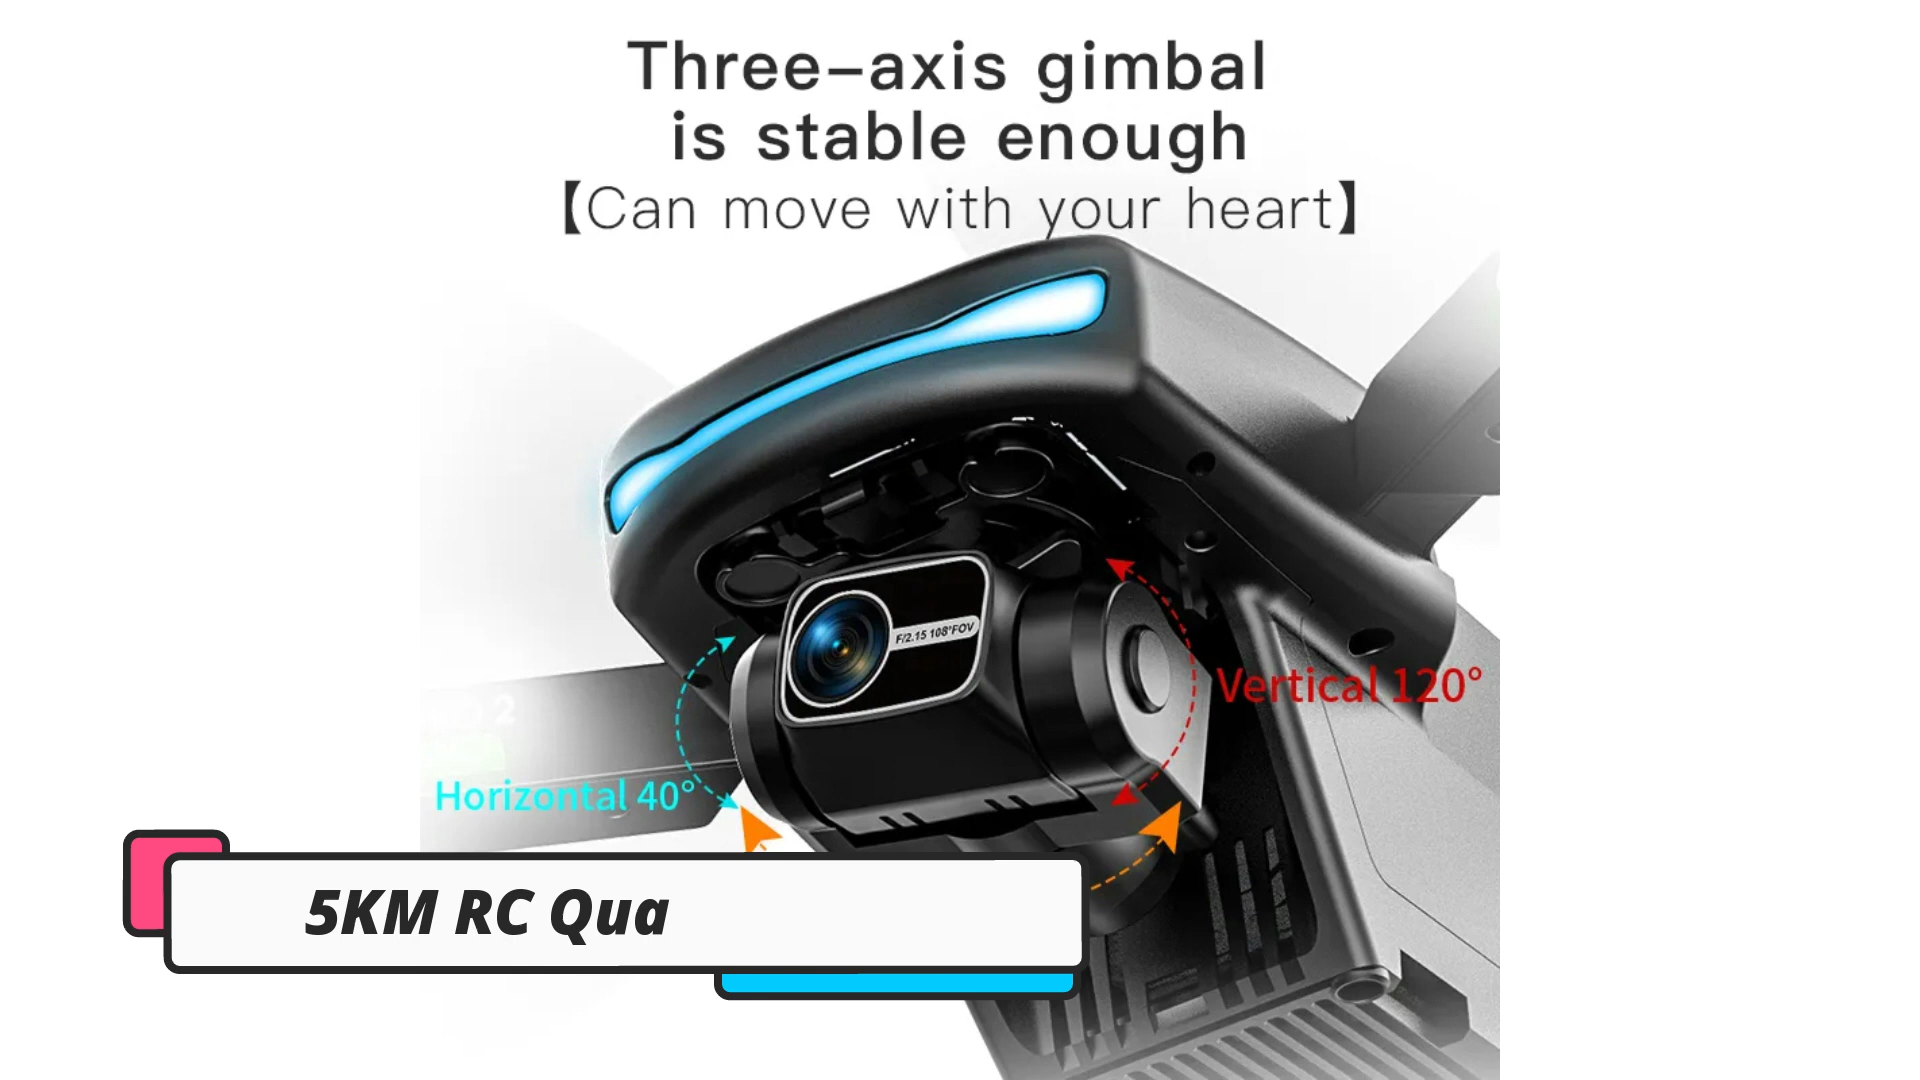 Three–axis gimbal
is stable enough
【Can move with your heart】
F/2.15 108°FOV
Vertical 120°
2
Horizontal 40°
5KM RC Qua